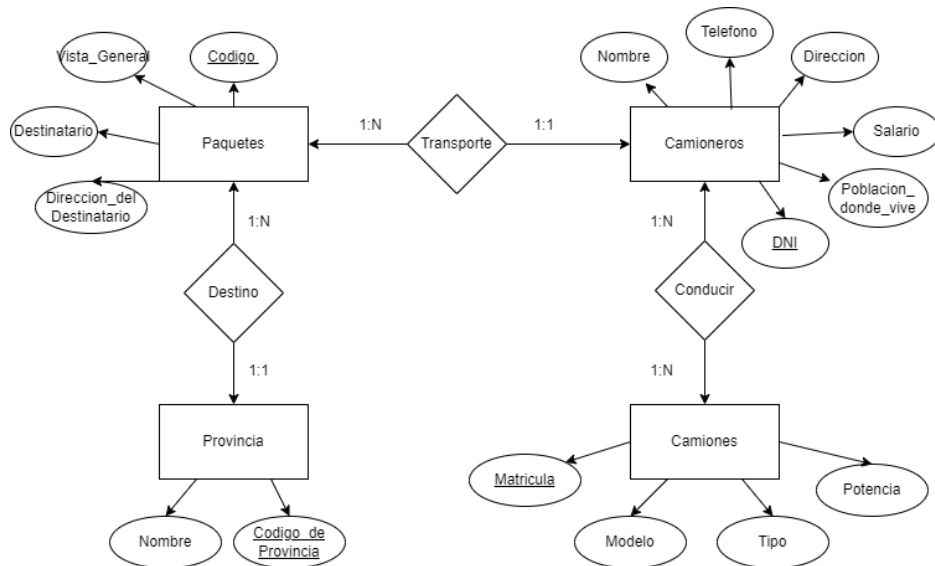 Telefono
Vista_General
Codigo_
Nombre
Direccion
Destinatario
Paquetes
1:N
Transporte
1:1
Camioneros
Salario
Direccion_del
Destinatario
Poblacion_
donde_vive
1:N
1:N
DNI
Destino
Conducir
1:1
1:N
Provincia
Camiones
Matricula
Potencia
Nombre
Codigo_de
Provincia
Modelo
Tipo